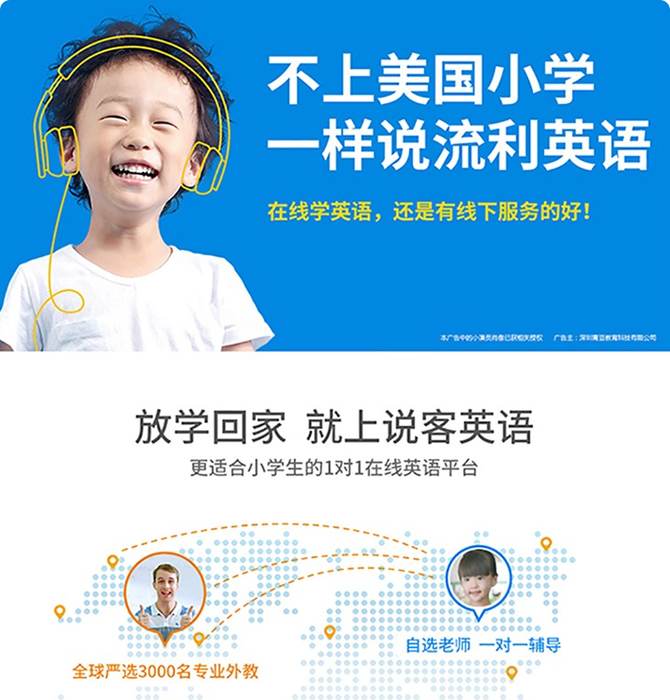 不上美国小学
一样说流利英语
在线学英语，还是有线下服务的好！
本广告中的小演员肖像已获相关授权 广告主：深圳青豆教育科技有限公司
放学回家 就上说客英语
更适合小学生的1对1在线英语平台
自选老师 一对一辅导
全球严选3000名专业外教